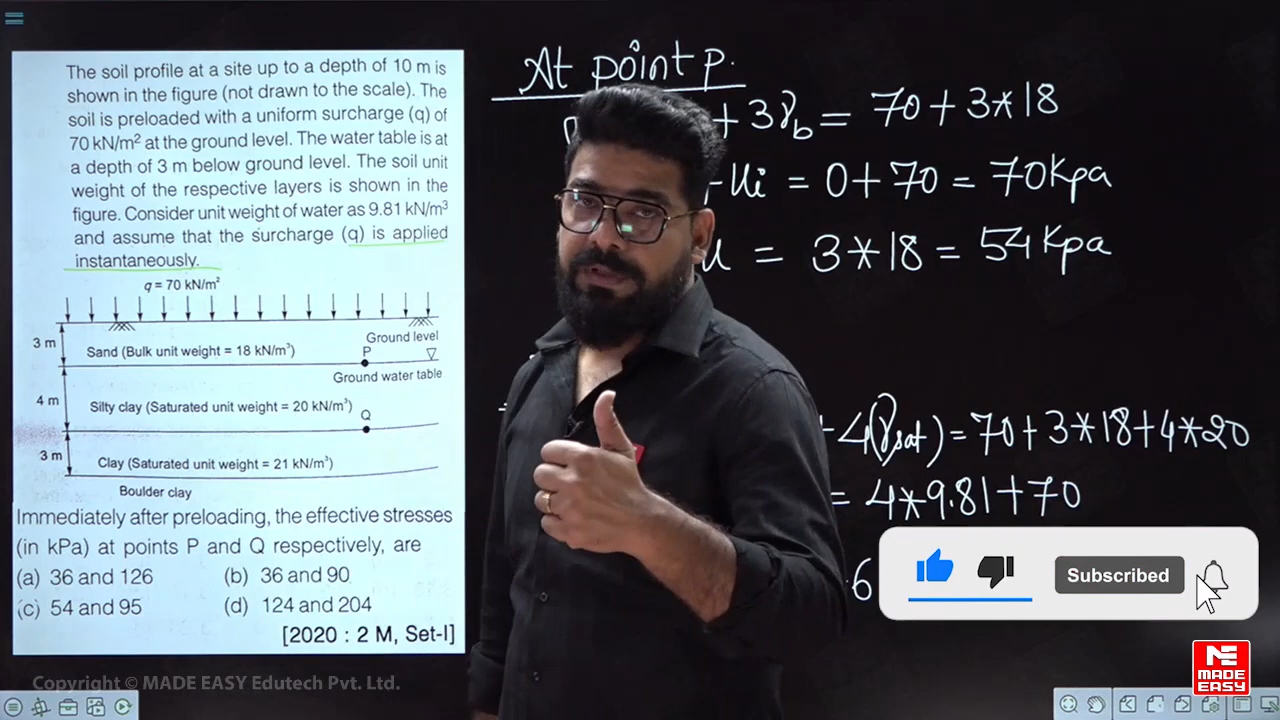 The soil profile at a site up to a depth of 10 m is
shown in the figure (not drawn to the scale). The
soil is preloaded with a uniform surcharge (q) of
70 kN/m² at the ground level. The water table is at
a depth of 3 m below ground level. The soil unit
weight of the respective layers is shown in the
figure. Consider unit weight of water as 9.81 kN/m³
and assume that the surcharge (q) is applied
instantaneously.
q = 70 kN/m²
3 m
Ground level
Sand (Bulk unit weight = 18 kN/m³)
P
Ground water table
4 m
Silty clay (Saturated unit weight = 20 kN/m³)
Q
3 m
Clay (Saturated unit weight = 21 kN/m³)
Boulder clay
Immediately after preloading, the effective stresses
(in kPa) at points P and Q respectively, are
(a) 36 and 126 (b) 36 and 90
(c) 54 and 95 (d) 124 and 204
[2020 : 2 M, Set-I]
At point p.
+ 3γb = 70 + 3*18
ui = 0+70 = 70Kpa
u = 3*18 = 54Kpa
+ 4(γsat) = 70+3*18+4*20
= 4*9.81+70
Subscribed
MADE EASY
Copyright © MADE EASY Edutech Pvt. Ltd.